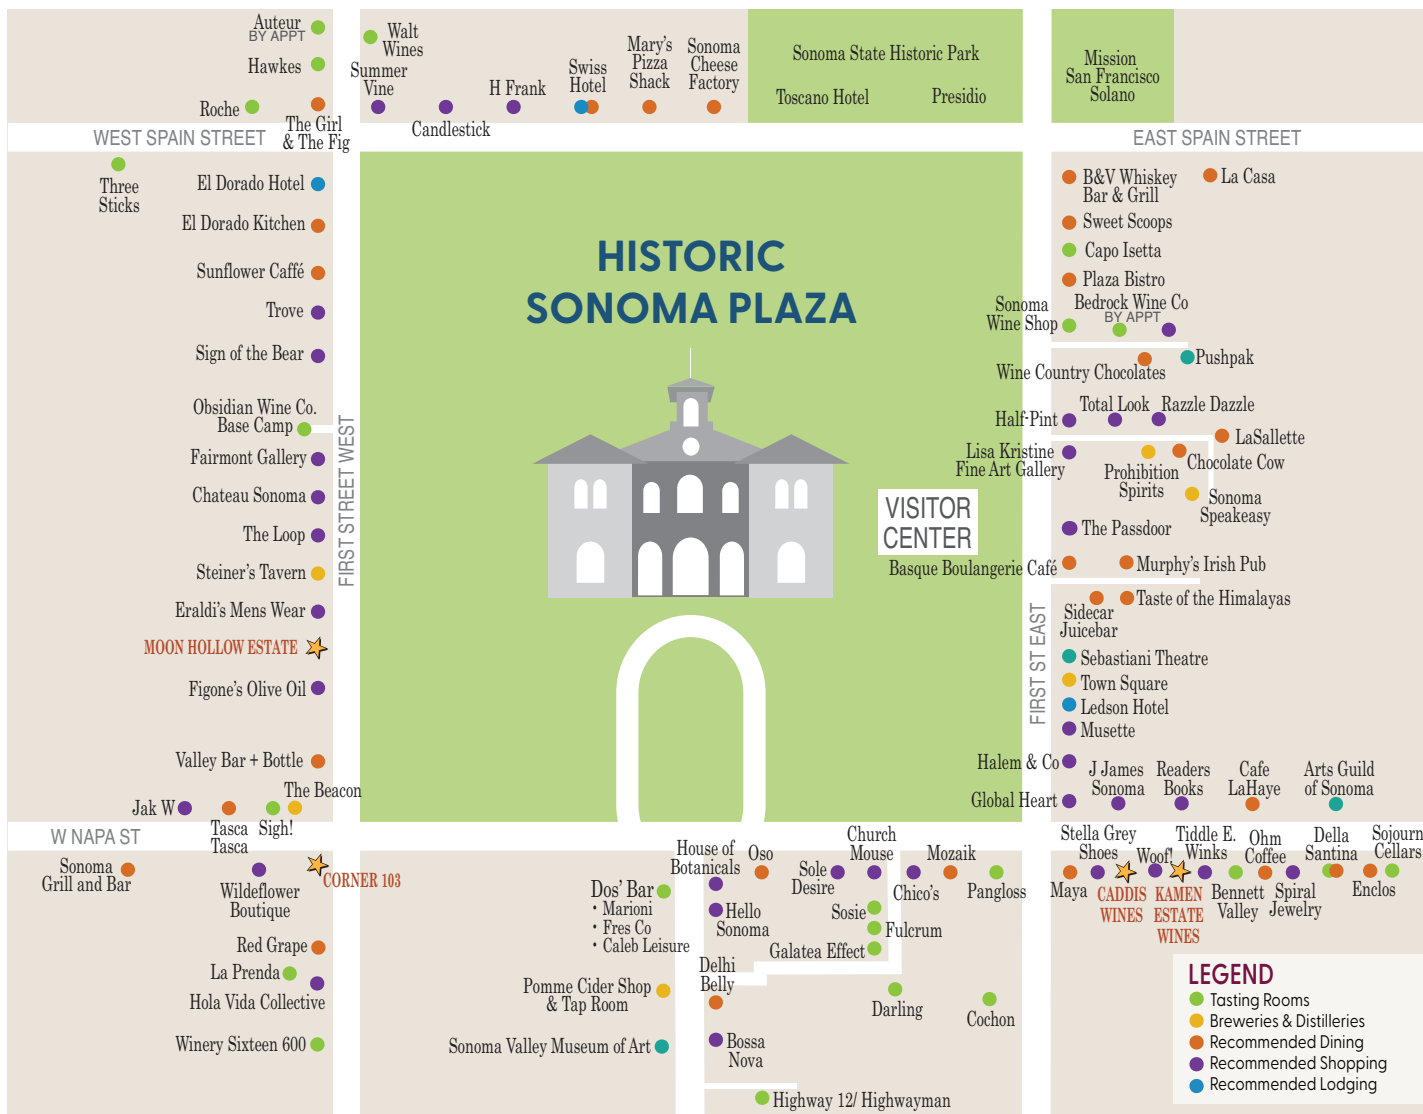 Auteur
BY APPT
Hawkes
Roche
The Girl
& The Fig
Walt
Wines
Summer
Vine
Candlestick
H Frank
Swiss
Hotel
Mary's
Pizza
Shack
Sonoma
Cheese
Factory
Sonoma State Historic Park
Toscano Hotel
Presidio
Mission
San Francisco
Solano
WEST SPAIN STREET
EAST SPAIN STREET
Three
Sticks
El Dorado Hotel
El Dorado Kitchen
Sunflower Caffé
Trove
Sign of the Bear
Obsidian Wine Co.
Base Camp
Fairmont Gallery
Chateau Sonoma
The Loop
Steiner's Tavern
Eraldi's Mens Wear
MOON HOLLOW ESTATE
Figone's Olive Oil
Valley Bar + Bottle
The Beacon
Jak W
Tasca
Tasca
Sigh!
FIRST STREET WEST
HISTORIC
SONOMA PLAZA
VISITOR
CENTER
FIRST ST EAST
B&V Whiskey
Bar & Grill
La Casa
Sweet Scoops
Capo Isetta
Plaza Bistro
Sonoma
Wine Shop
Bedrock Wine Co
BY APPT
Pushpak
Wine Country Chocolates
Half-Pint
Total Look
Razzle Dazzle
LaSallette
Lisa Kristine
Fine Art Gallery
Prohibition
Spirits
Chocolate Cow
Sonoma
Speakeasy
The Passdoor
Basque Boulangerie Café
Murphy's Irish Pub
Sidecar
Juicebar
Taste of the Himalayas
Sebastiani Theatre
Town Square
Ledson Hotel
Musette
Halem & Co
Global Heart
J James
Sonoma
Readers
Books
Cafe
LaHaye
Arts Guild
of Sonoma
W NAPA ST
Sonoma
Grill and Bar
Wildeflower
Boutique
CORNER 103
Red Grape
La Prenda
Hola Vida Collective
Winery Sixteen 600
Dos' Bar
• Marioni
• Fres Co
• Caleb Leisure
Pomme Cider Shop
& Tap Room
Sonoma Valley Museum of Art
House of
Botanicals
Hello
Sonoma
Oso
Sole
Desire
Church
Mouse
Chico's
Mozaik
Pangloss
Sosie
Fulcrum
Galatea Effect
Delhi
Belly
Darling
Cochon
Bossa
Nova
Highway 12/ Highwayman
Stella Grey
Shoes
Maya
CADDIS
WINES
Woof!
KAMEN
ESTATE
WINES
Tiddle E.
Winks
Bennett
Valley
Ohm
Coffee
Spiral
Jewelry
Della
Santina
Enclos
Sojourn
Cellars
LEGEND
Tasting Rooms
Breweries & Distilleries
Recommended Dining
Recommended Shopping
Recommended Lodging